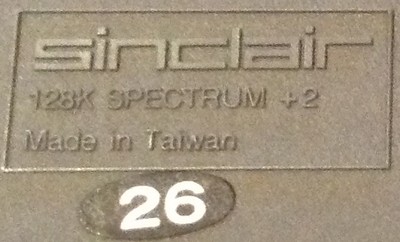 sinclair
128K SPECTRUM +2
Made in Taiwan
26